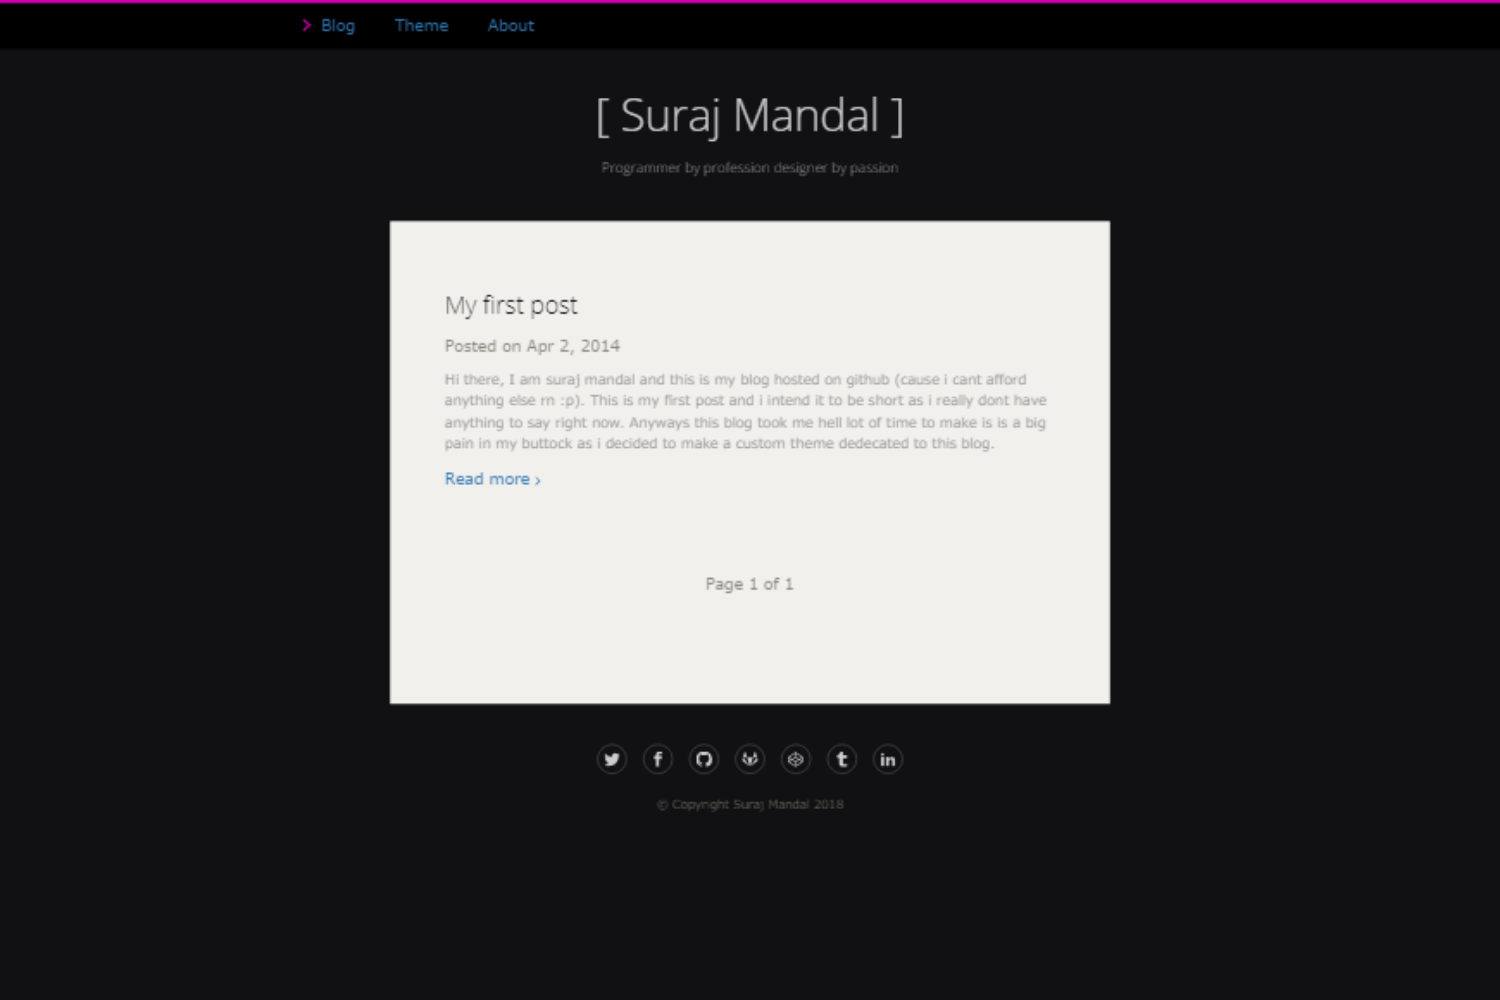 > Blog Theme About
[ Suraj Mandal ]
Programmer by profession designer by passion
My first post
Posted on Apr 2, 2014
Hi there, I am suraj mandal and this is my blog hosted on github (cause i cant afford
anything else rn :p). This is my first post and i intend it to be short as i really dont have
anything to say right now. Anyways this blog took me hell lot of time to make is is a big
pain in my buttock as i decided to make a custom theme dedecated to this blog.
Read more ›
Page 1 of 1
© Copyright Suraj Mandal 2018